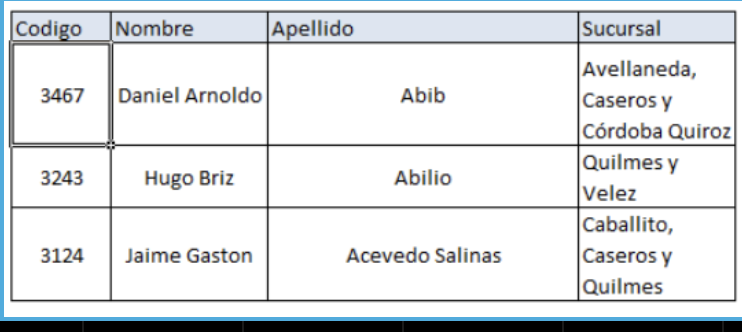 Codigo Nombre Apellido Sucursal
3467 Daniel Arnoldo Abib Avellaneda,
Caseros y
Córdoba Quiroz
3243 Hugo Briz Abilio Quilmes y
Velez
3124 Jaime Gaston Acevedo Salinas Caballito,
Caseros y
Quilmes